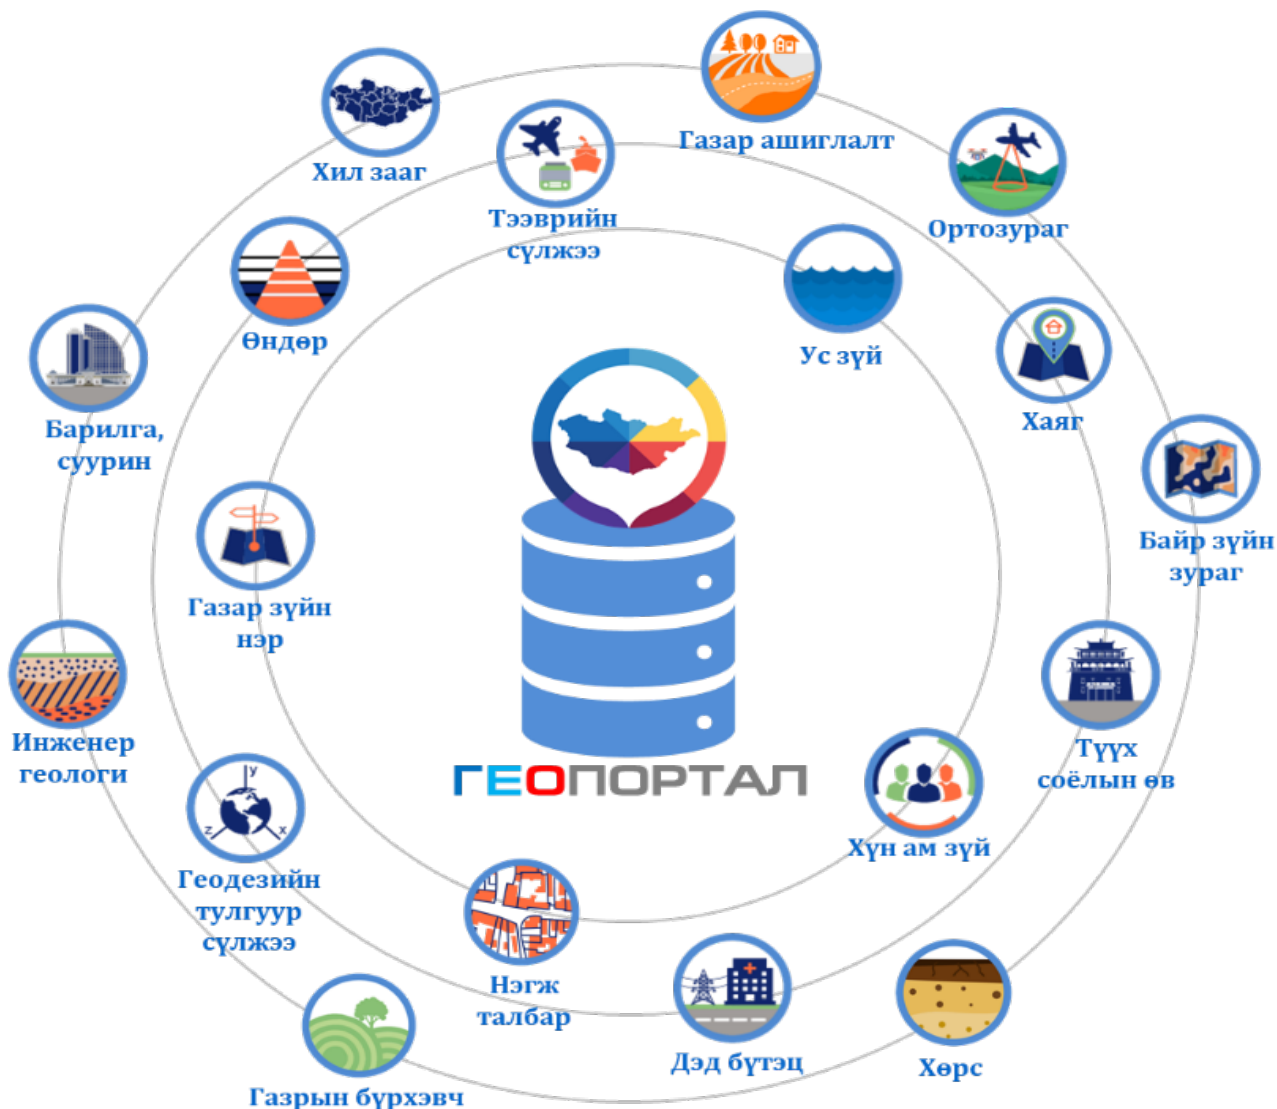 Газар ашиглалт
Хил зааг
Тээврийн
сүлжээ
Ортозураг
Өндөр
Ус зүй
Хаяг
Барилга,
суурин
Байр зүйн
зураг
Газар зүйн
нэр
Инженер
геологи
Түүх
соёлын өв
ГЕОПОРТАЛ
y
z
x
Хүн ам зүй
Геодезийн
тулгуур
сүлжээ
Нэгж
талбар
Дэд бүтэц
Хөрс
Газрын бүрхэвч